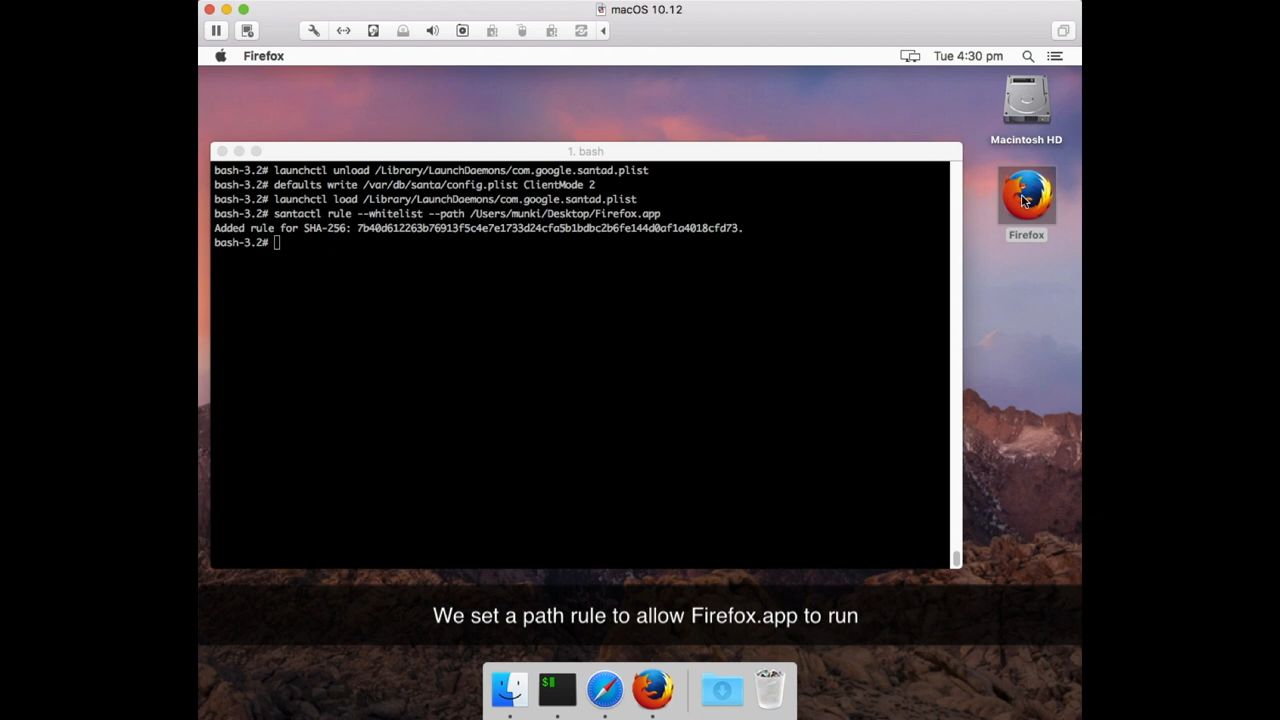 macOS 10.12
Firefox
Tue 4:30 pm
Macintosh HD
1. bash
bash-3.2# launchctl unload /Library/LaunchDaemons/com.google.santad.plist
bash-3.2# defaults write /var/db/santa/config.plist ClientMode 2
bash-3.2# launchctl load /Library/LaunchDaemons/com.google.santad.plist
bash-3.2# santactl rule --whitelist --path /Users/munki/Desktop/Firefox.app
Added rule for SHA-256: 7b40d612263b76913f5c4e7e1733d24cfa5b1bdbc2b6fe144d0af1a4018cfd73.
bash-3.2#
Firefox
We set a path rule to allow Firefox.app to run
$